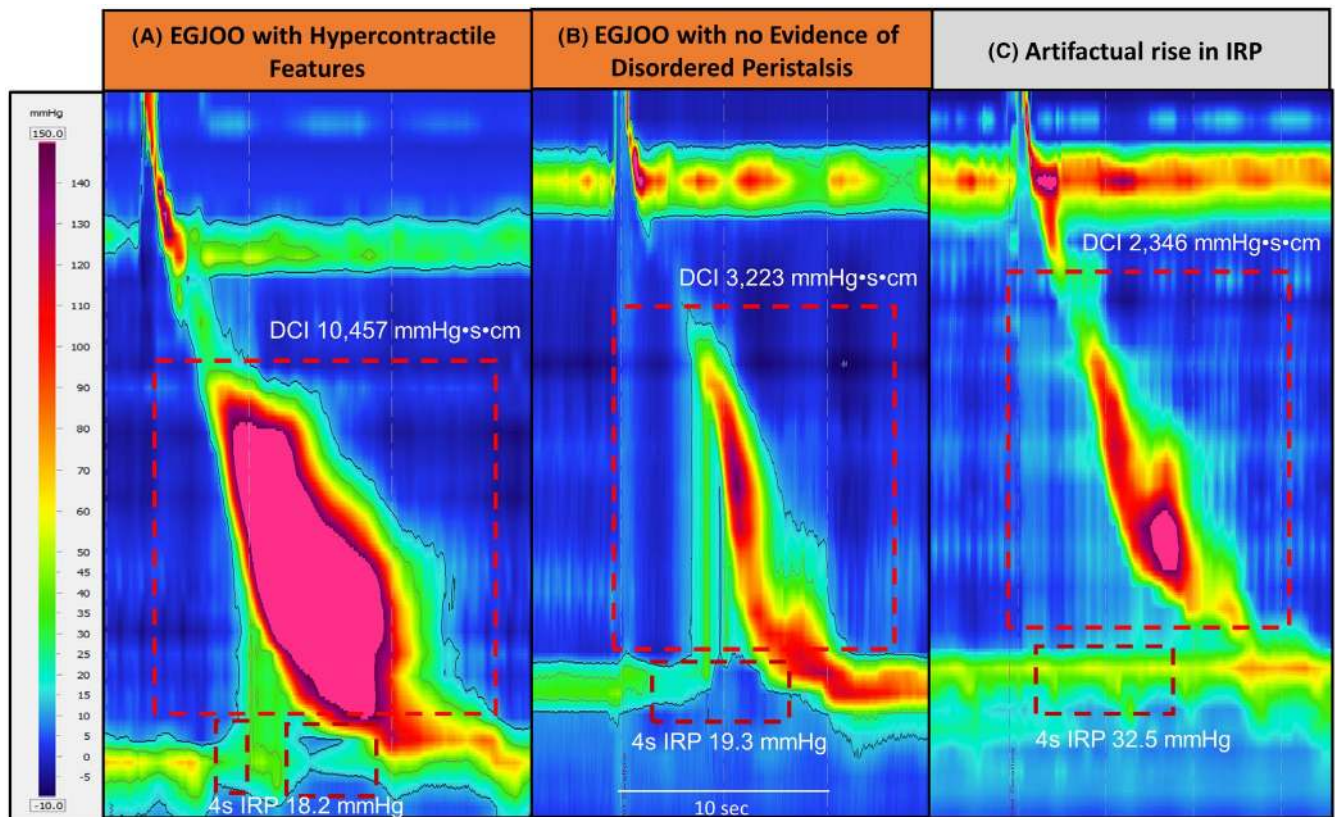 (A) EGJOO with Hypercontractile
Features
(B) EGJOO with no Evidence of
Disordered Peristalsis
(C) Artifactual rise in IRP
mmHg
150.0
140
130
120
110
100
90
80
70
60
50
45
40
35
30
25
20
15
10
5
0
-5
-10.0
DCI 10,457 mmHg•s•cm
4s IRP 18.2 mmHg
DCI 3,223 mmHg•s•cm
4s IRP 19.3 mmHg
10 sec
DCI 2,346 mmHg•s•cm
4s IRP 32.5 mmHg